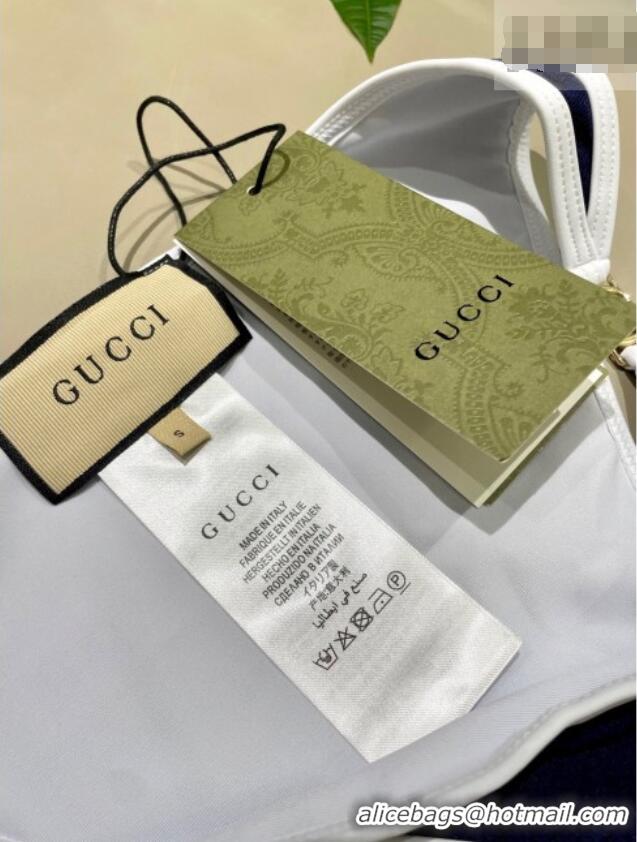 GUCCI
GUCCI
S
GUCCI
MADE IN ITALY
FABRIQUE EN ITALIE
HERGESTELLT IN ITALIEN
HECHO EN ITALIA
PRODUZIDO NA ITALIA
СДЕЛАНО В ИТАЛИИ
イタリア製
产地:意大利
صنع في إيطاليا
P
alicebags@hotmail.com